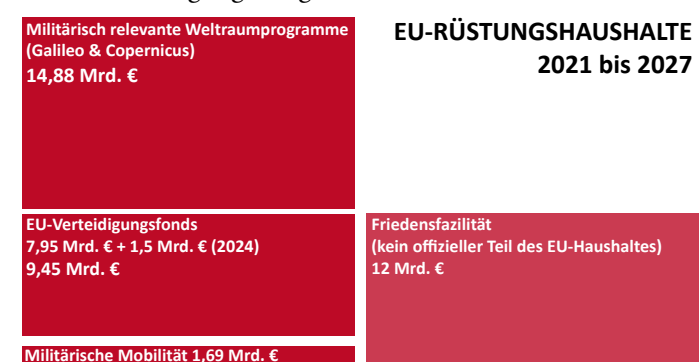 Militärisch relevante Weltraumprogramme
(Galileo & Copernicus)
14,88 Mrd. €
EU-RÜSTUNGSHAUSHALTE
2021 bis 2027
EU-Verteidigungsfonds
7,95 Mrd. € + 1,5 Mrd. € (2024)
9,45 Mrd. €
Friedensfazilität
(kein offizieller Teil des EU-Haushaltes)
12 Mrd. €
Militärische Mobilität 1,69 Mrd. €